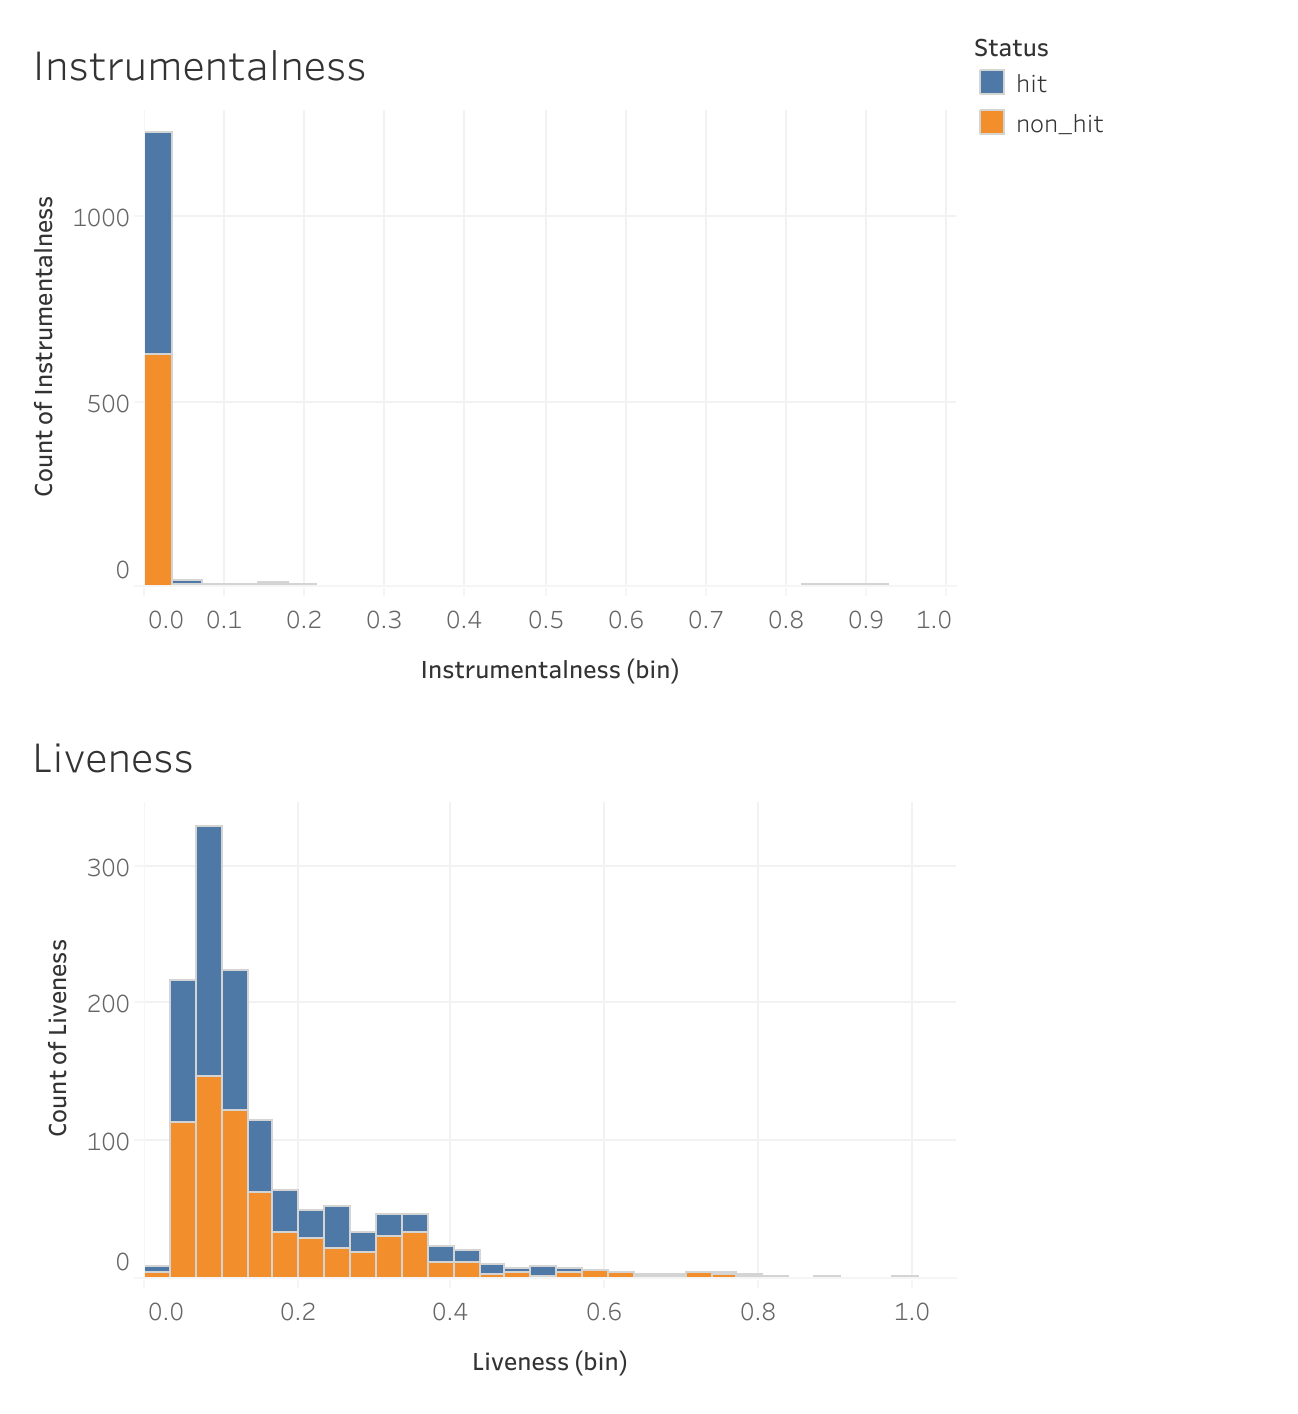 Instrumentalness
Status
hit
non_hit
Count of Instrumentalness
1000
500
0
0.0 0.1 0.2 0.3 0.4 0.5 0.6 0.7 0.8 0.9 1.0
Instrumentalness (bin)
Liveness
Count of Liveness
300
200
100
0
0.0 0.2 0.4 0.6 0.8 1.0
Liveness (bin)